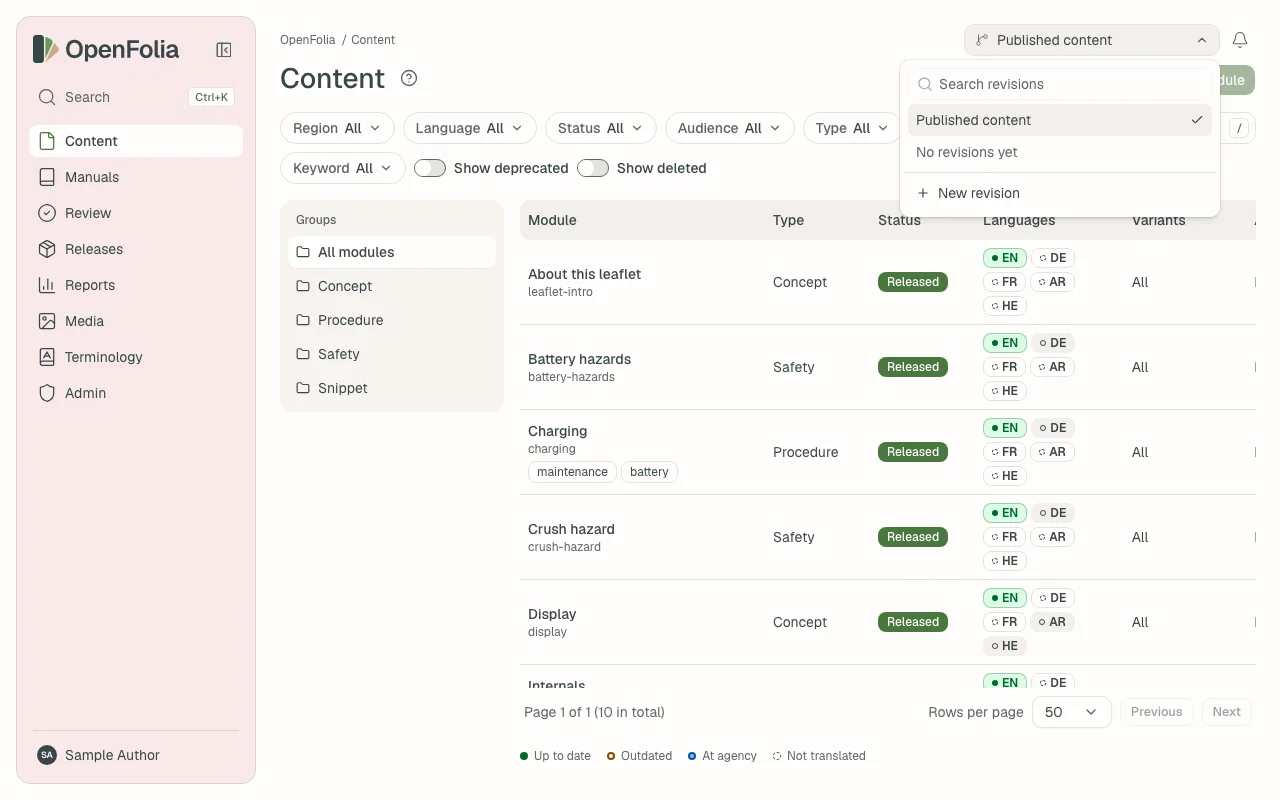 OpenFolia
Search
Ctrl+K
Content
Manuals
Review
Releases
Reports
Media
Terminology
Admin
SA
Sample Author
OpenFolia / Content
Published content
Content
Search revisions
Published content
No revisions yet
New revision
Region All
Language All
Status All
Audience All
Type All
/
Keyword All
Show deprecated
Show deleted
Groups
All modules
Concept
Procedure
Safety
Snippet
Module Type Status Languages Variants
About this leaflet
leaflet-intro
Concept
Released
EN DE
FR AR
HE
All
Battery hazards
battery-hazards
Safety
Released
EN DE
FR AR
HE
All
Charging
charging
maintenance battery
Procedure
Released
EN DE
FR AR
HE
All
Crush hazard
crush-hazard
Safety
Released
EN DE
FR AR
HE
All
Display
display
Concept
Released
EN DE
FR AR
HE
All
Internals
EN DE
Page 1 of 1 (10 in total)
Rows per page
50
Previous
Next
Up to date
Outdated
At agency
Not translated